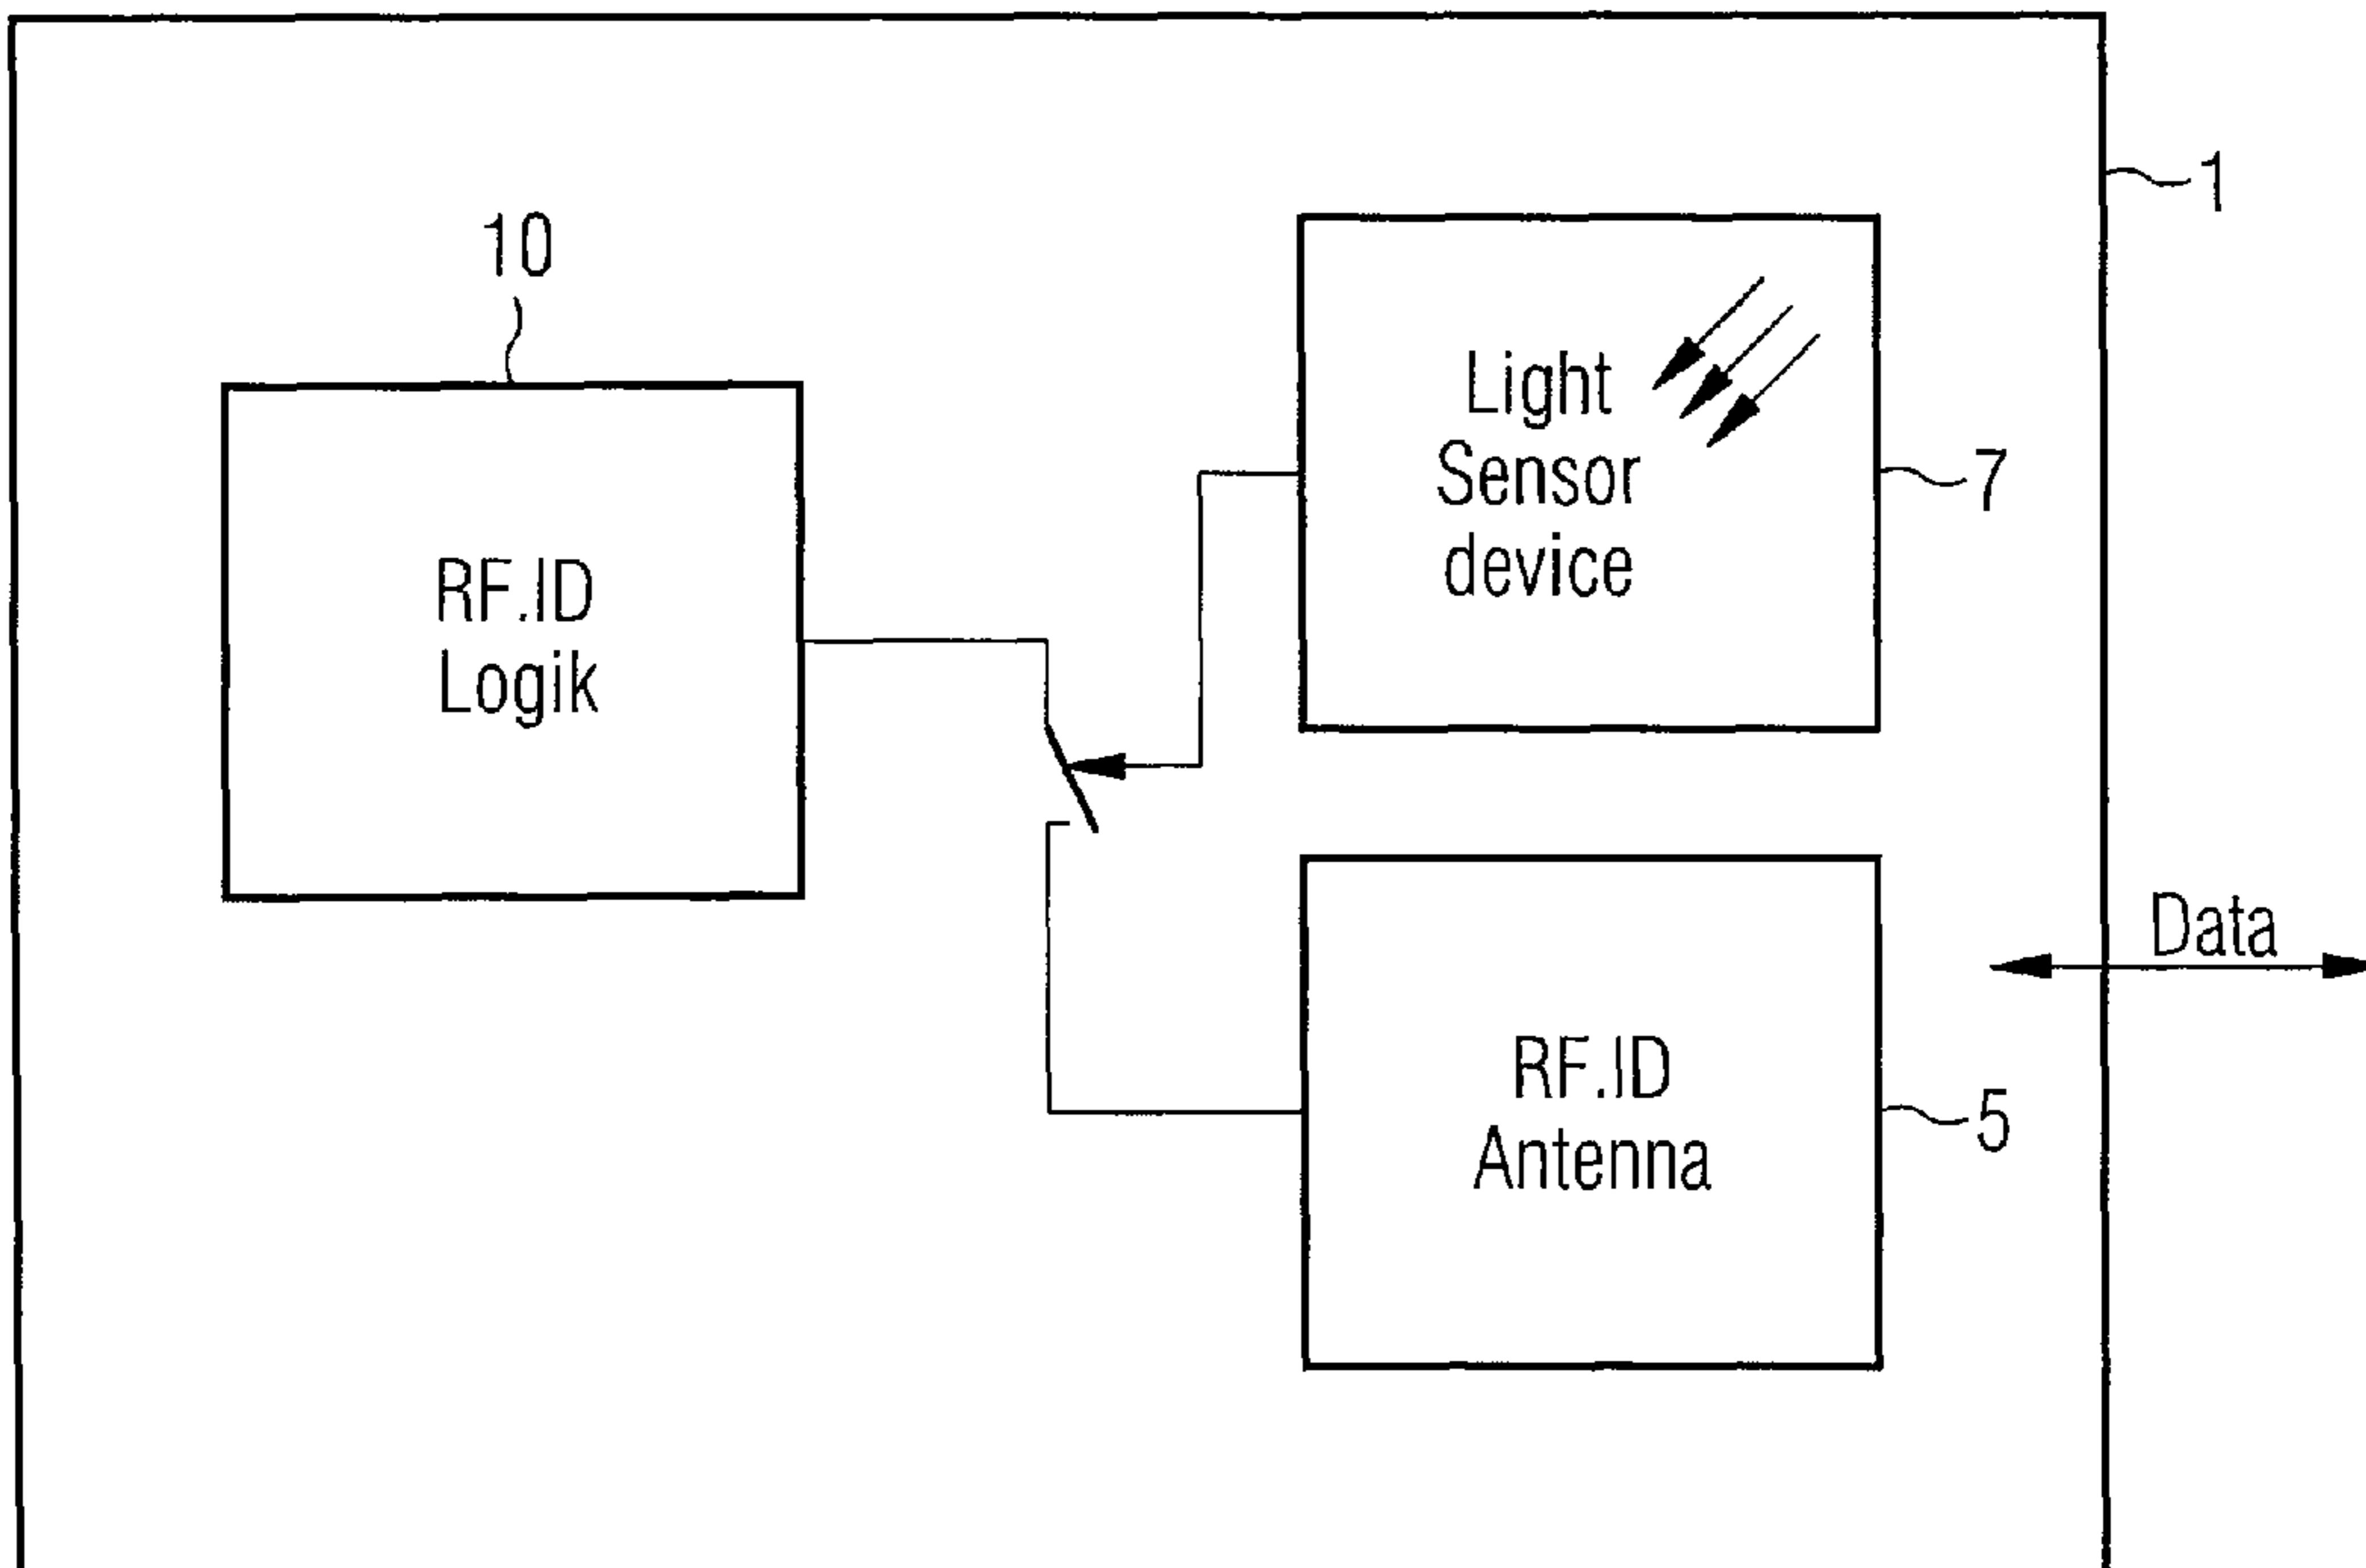 1
10
Light
Sensor
device
7
RF.ID
Logik
Data
RF.ID
Antenna
5